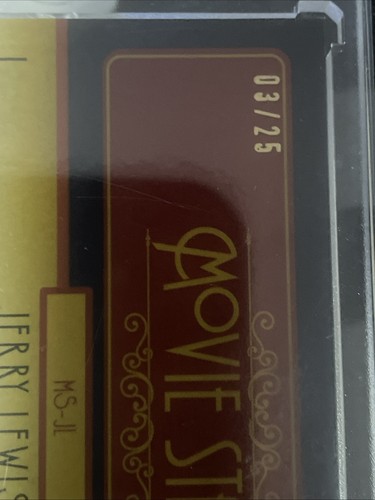 03/25
MOVIE ST
MS-JL
JERRY LEWIS